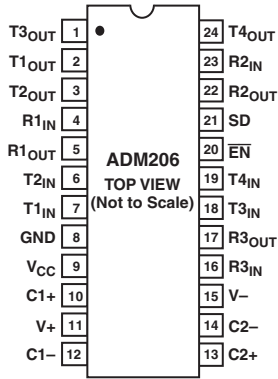 T3OUT 1
T1OUT 2
T2OUT 3
R1IN 4
R1OUT 5
T2IN 6
T1IN 7
GND 8
VCC 9
C1+ 10
V+ 11
C1– 12
ADM206
TOP VIEW
(Not to Scale)
24 T4OUT
23 R2IN
22 R2OUT
21 SD
20 E̅N̅
19 T4IN
18 T3IN
17 R3OUT
16 R3IN
15 V–
14 C2–
13 C2+